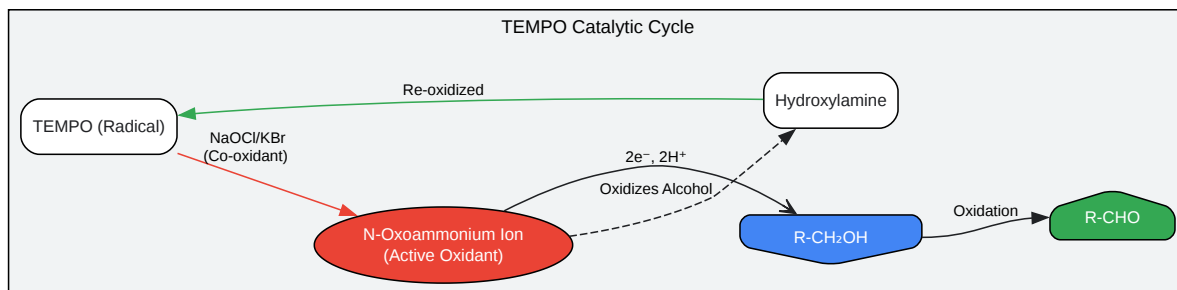 TEMPO Catalytic Cycle
Re-oxidized
Hydroxylamine
TEMPO (Radical)
NaOCl/KBr
(Co-oxidant)
2e⁻, 2H⁺
Oxidizes Alcohol
N-Oxoammonium Ion
(Active Oxidant)
R-CH₂OH
Oxidation
R-CHO